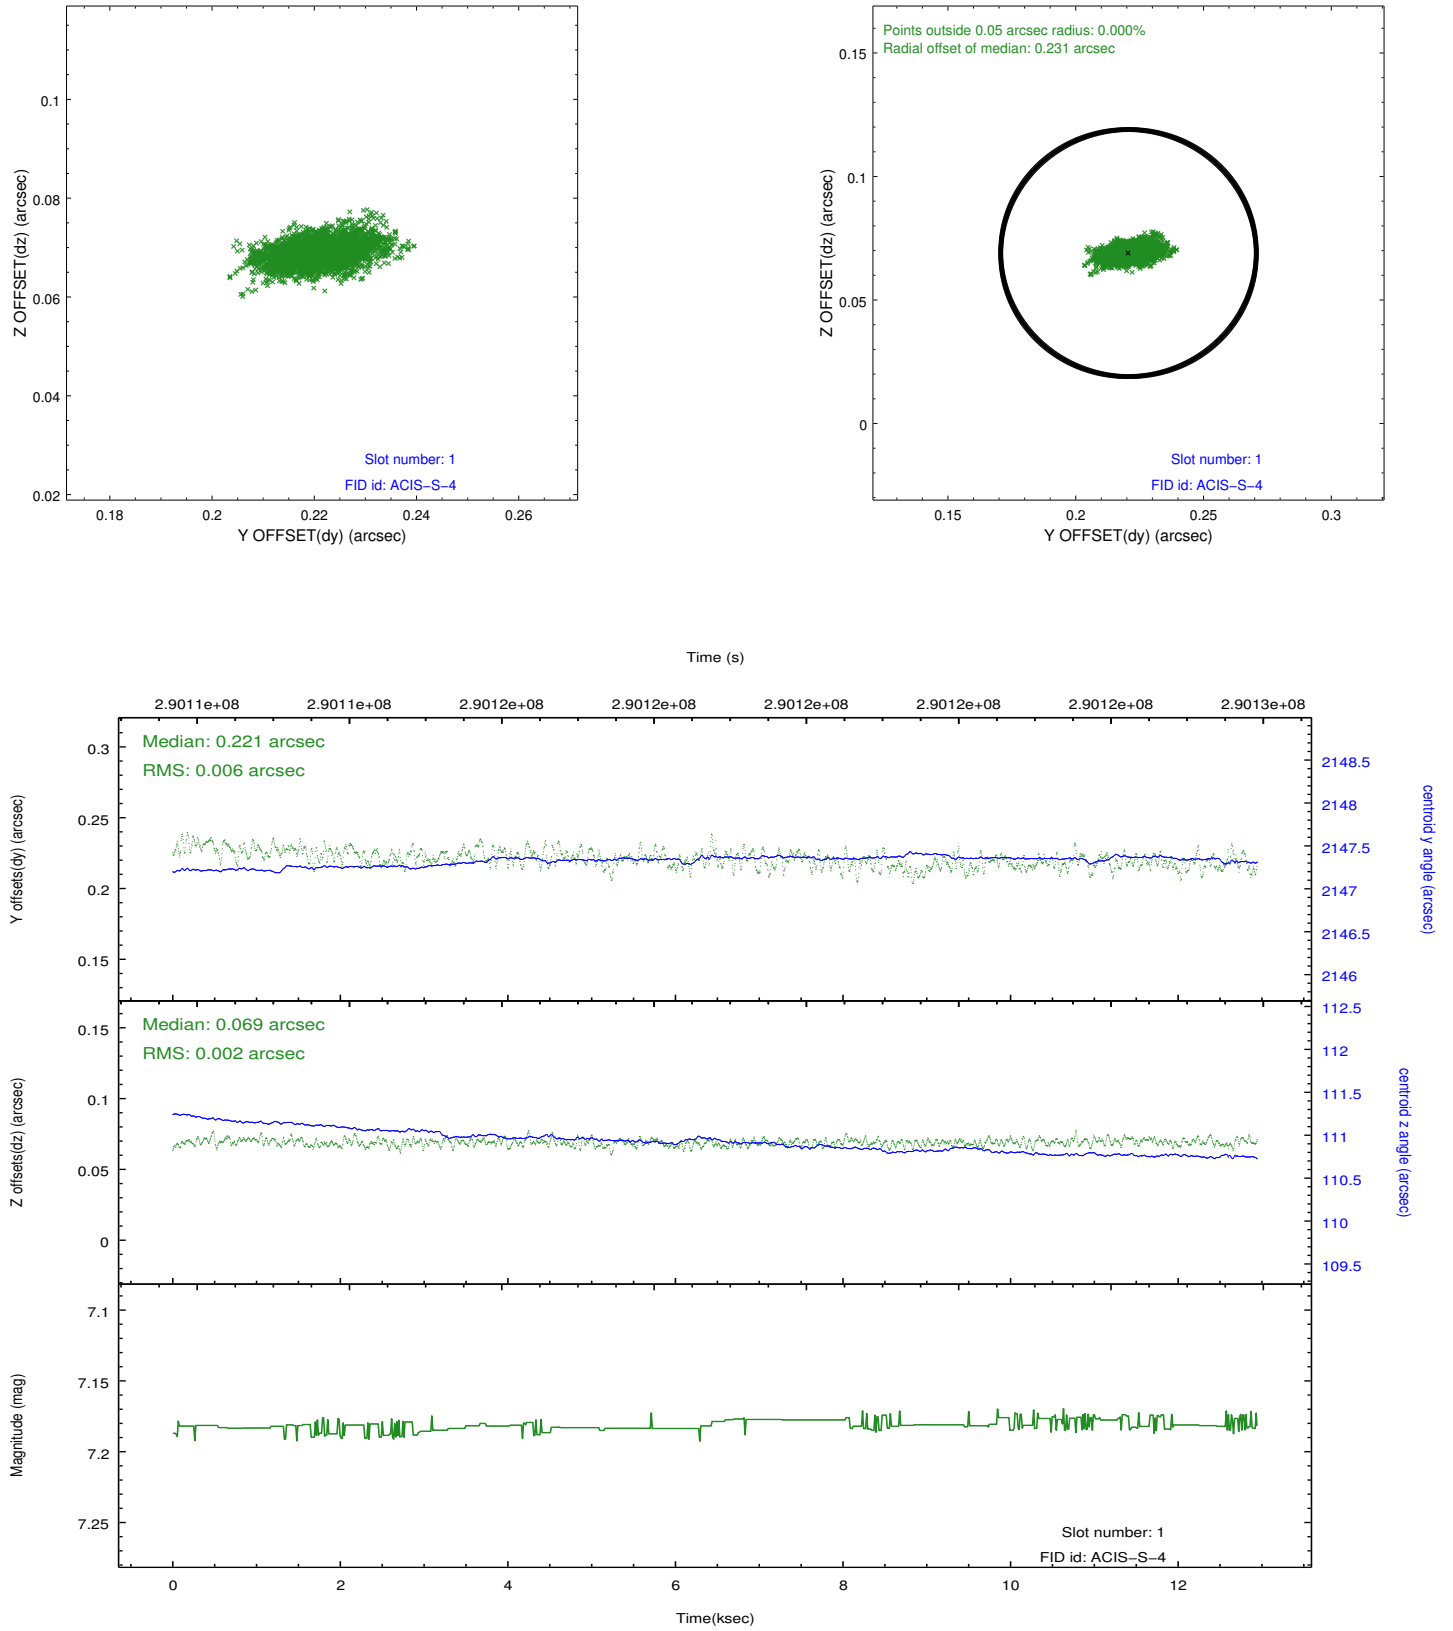 0.1
0.08
0.06
0.04
0.02
Z OFFSET(dz) (arcsec)
Slot number: 1
FID id: ACIS−S−4
0.18 0.2 0.22 0.24 0.26
Y OFFSET(dy) (arcsec)
Points outside 0.05 arcsec radius: 0.000%
Radial offset of median: 0.231 arcsec
0.15
0.1
0.05
0
Z OFFSET(dz) (arcsec)
Slot number: 1
FID id: ACIS−S−4
0.15 0.2 0.25 0.3
Y OFFSET(dy) (arcsec)
Time (s)
2.9011e+08 2.9011e+08 2.9012e+08 2.9012e+08 2.9012e+08 2.9012e+08 2.9012e+08 2.9013e+08
Median: 0.221 arcsec
RMS: 0.006 arcsec
0.3
0.25
0.2
0.15
Y offsets(dy) (arcsec)
2148.5
2148
2147.5
2147
2146.5
2146
centroid y angle (arcsec)
Median: 0.069 arcsec
RMS: 0.002 arcsec
0.15
0.1
0.05
0
Z offsets(dz) (arcsec)
112.5
112
111.5
111
110.5
110
109.5
centroid z angle (arcsec)
7.1
7.15
7.2
7.25
Magnitude (mag)
Slot number: 1
FID id: ACIS−S−4
0 2 4 6 8 10 12
Time(ksec)